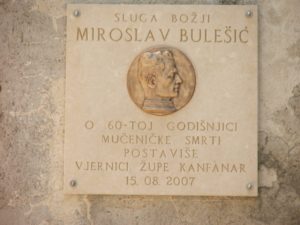 SLUGA BOŽJI
MIROSLAV BULEŠIĆ
O 60-TOJ GODIŠNJICI
MUČENIČKE SMRTI
POSTAVIŠE
VJERNICI ŽUPE KANFANAR
15. 08. 2007